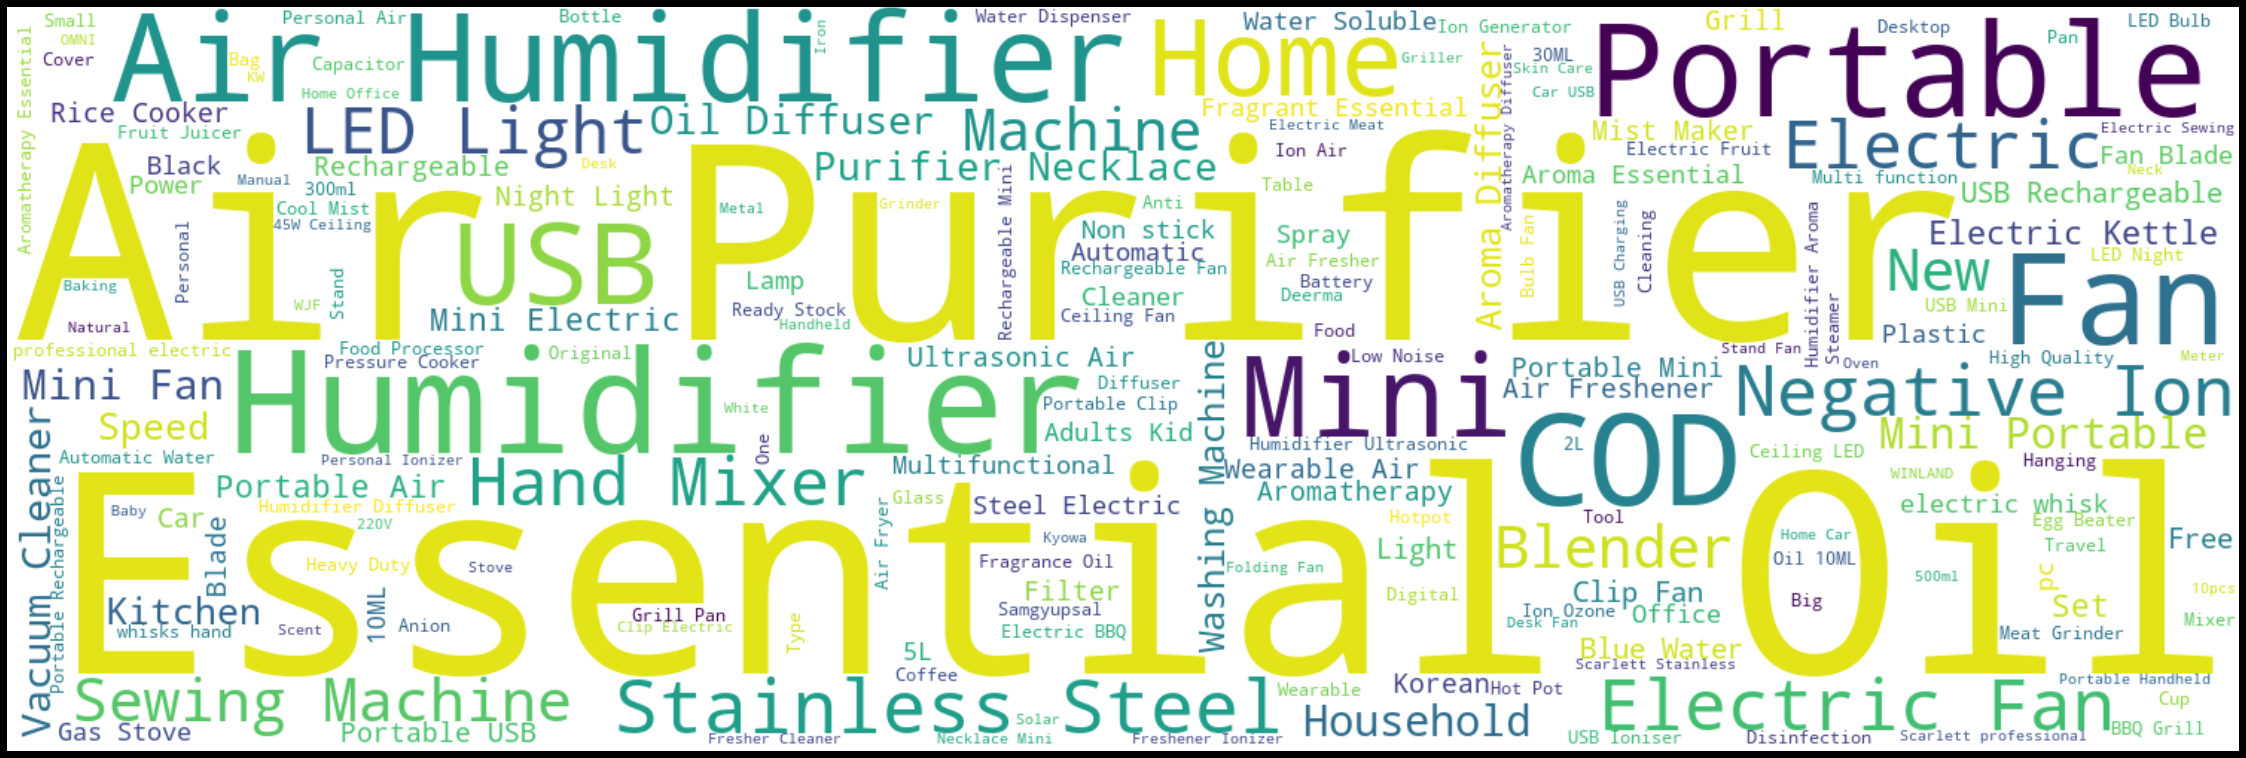 Small
Personal Air
Bottle
Water Dispenser
Water Soluble
Ion Generator
Grill
Desktop
LED Bulb
OMNI
Air Humidifier
Iron
Home
Portable
Cover
Bag
KW
Capacitor
Griller
30ML
Pan
Skin Care
Home Office
Car USB
Aromatherapy Essential
Rice Cooker
LED Light
Oil Diffuser
Machine
Fragrant Essential
Aroma Diffuser
Aromatherapy Diffuser
Mist Maker
Electric
Electric Sewing
Fruit Juicer
Electric Meat
Electric Fruit
Fan Blade
Black
Rechargeable
Desk
Purifier Necklace
Ion Air
Neck
Power
Manual
300ml
Night Light
Table
Aroma Essential
Multi function
USB Rechargeable
Cool Mist
45W Ceiling
Metal
Grinder
Rechargeable Mini
Anti
Air Purifier
USB
Non stick
Spray
USB Charging
Cleaning
Humidifier Aroma
Electric Kettle
Personal
Automatic
Air Fresher
Bulb Fan
LED Night
Rechargeable Fan
Baking
Stand
Lamp
Battery
New
Fan
WJF
Cleaner
Deerma
Steamer
USB Mini
Natural
Mini Electric
Ready Stock
Handheld
Ceiling Fan
Food
Plastic
professional electric
Food Processor
Original
Ultrasonic Air
Low Noise
Stand Fan
Oven
High Quality
Meter
Pressure Cooker
Mini Fan
Humidifier
Diffuser
Washing Machine
Mini
Portable Mini
Air Freshener
Negative Ion
White
Portable Clip
Speed
One
Adults Kid
COD
Mini Portable
Vacuum Cleaner
Automatic Water
Personal Ionizer
Humidifier Ultrasonic
2L
Ceiling LED
Hanging
Portable Rechargeable
Portable Air
Hand Mixer
Multifunctional
Wearable Air
WINLAND
Aromatherapy
Essential Oil
Baby
Car
Humidifier Diffuser
Glass
Steel Electric
Hotpot
Tool
electric whisk
Blade
220V
Air Fryer
Kyowa
Light
Blender
Home Car
Egg Beater
Free
Heavy Duty
Stove
Fragrance Oil
Folding Fan
Oil 10ML
Travel
500ml
pc
10pcs
Kitchen
10ML
Filter
Digital
Clip Fan
Big
Set
Grill Pan
Samgyupsal
Ion Ozone
Office
Mixer
whisks hand
Scent
Anion
Clip Electric
Type
Electric BBQ
Desk Fan
Meat Grinder
5L
Blue Water
Coffee
Scarlett Stainless
Portable Handheld
Sewing Machine
Stainless Steel
Wearable
Korean
Hot Pot
Electric Fan
Cup
Gas Stove
Portable USB
Solar
Household
BBQ Grill
Fresher Cleaner
Necklace Mini
Freshener Ionizer
USB Ioniser
Disinfection
Scarlett professional